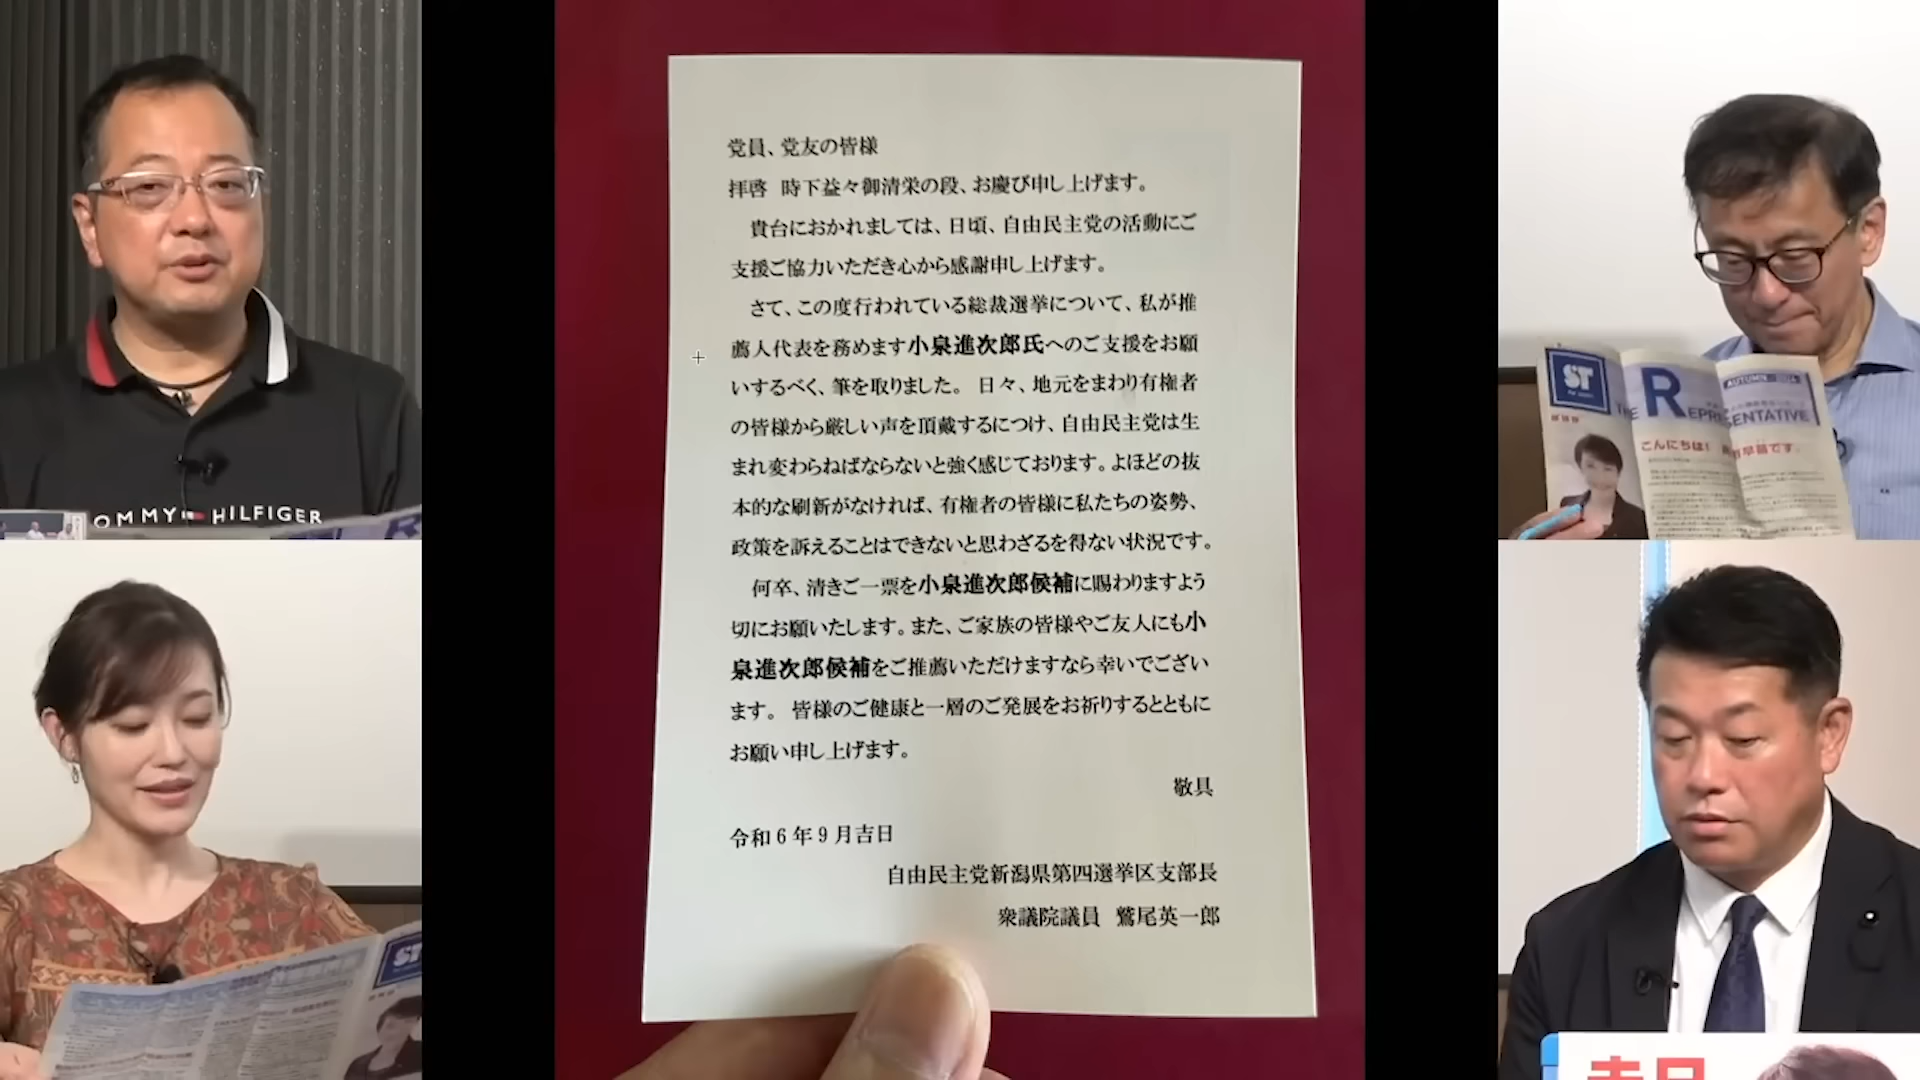 党員、党友の皆様
拝啓 時下益々御清栄の段、お慶び申し上げます。
貴台におかれましては、日頃、自由民主党の活動にご
支援ご協力いただき心から感謝申し上げます。
さて、この度行われている総裁選挙について、私が推
薦人代表を務めます小泉進次郎氏へのご支援をお願
いするべく、筆を取りました。 日々、地元をまわり有権者
の皆様から厳しい声を頂戴するにつけ、自由民主党は生
まれ変わらねばならないと強く感じております。よほどの抜
本的な刷新がなければ、有権者の皆様に私たちの姿勢、
政策を訴えることはできないと思わざるを得ない状況です。
何卒、清きご一票を小泉進次郎候補に賜わりますよう
切にお願いいたします。また、ご家族の皆様やご友人にも小
泉進次郎候補をご推薦いただけますなら幸いでござい
ます。 皆様のご健康と一層のご発展をお祈りするとともに
お願い申し上げます。
敬具
令和6年9月吉日
自由民主党新潟県第四選挙区支部長
衆議院議員 鷲尾英一郎
OMMY HILFIGER
R
ST
ST
AUTUMN
THE REPRESENTATIVE
こんにちは!
早苗です。